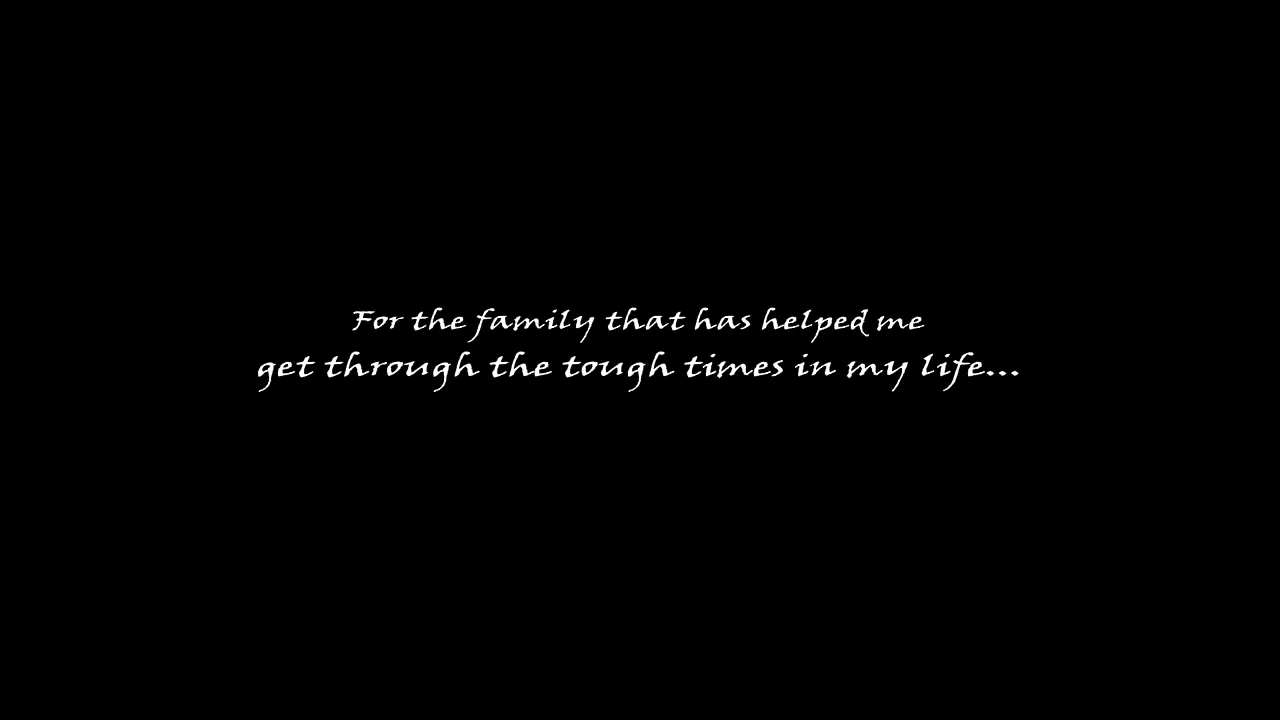 For the family that has helped me
get through the tough times in my life...